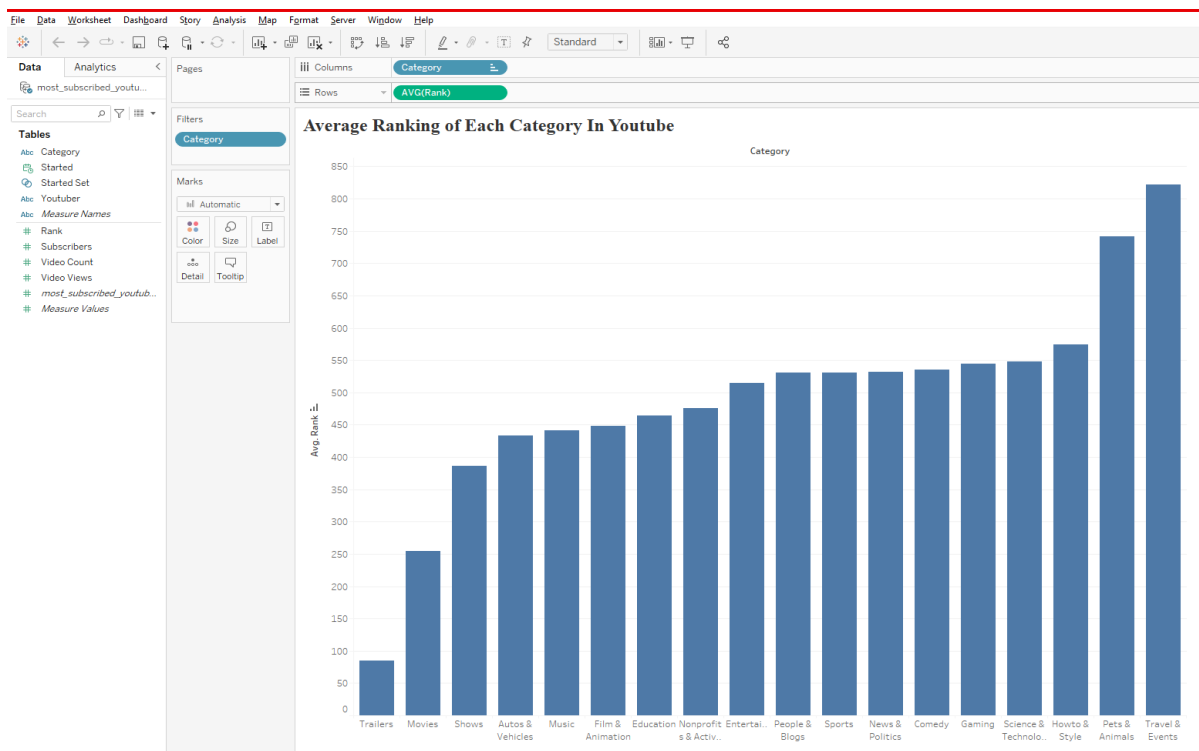 File Data Worksheet Dashboard Story Analysis Map Format Server Window Help
Standard
Data Analytics
most_subscribed_youtu...
Search
Tables
Abc Category
Started
Started Set
Abc Youtuber
Abc Measure Names
# Rank
# Subscribers
# Video Count
# Video Views
# most_subscribed_youtub...
# Measure Values
Pages
Filters
Category
Marks
Automatic
Color Size Label
Detail Tooltip
Columns Category
Rows AVG(Rank)
Average Ranking of Each Category In Youtube
Category
850
800
750
700
650
600
550
500
450
400
350
300
250
200
150
100
50
0
Avg. Rank
Trailers
Movies
Shows
Autos &
Vehicles
Music
Film &
Animation
Education
Nonprofit
s & Activ..
Entertai..
People &
Blogs
Sports
News &
Politics
Comedy
Gaming
Science &
Technolo..
Howto &
Style
Pets &
Animals
Travel &
Events